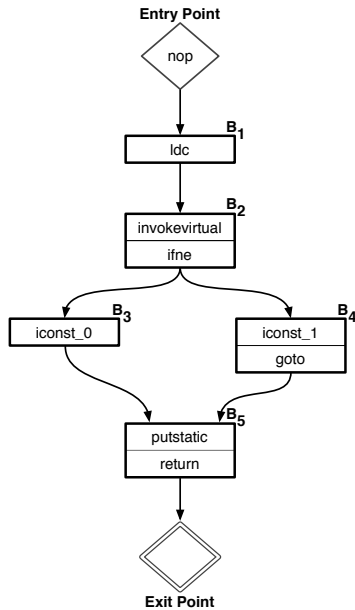 Entry Point
nop
B1
ldc
B2
invokevirtual
ifne
B3
iconst_0
B4
iconst_1
goto
B5
putstatic
return
Exit Point